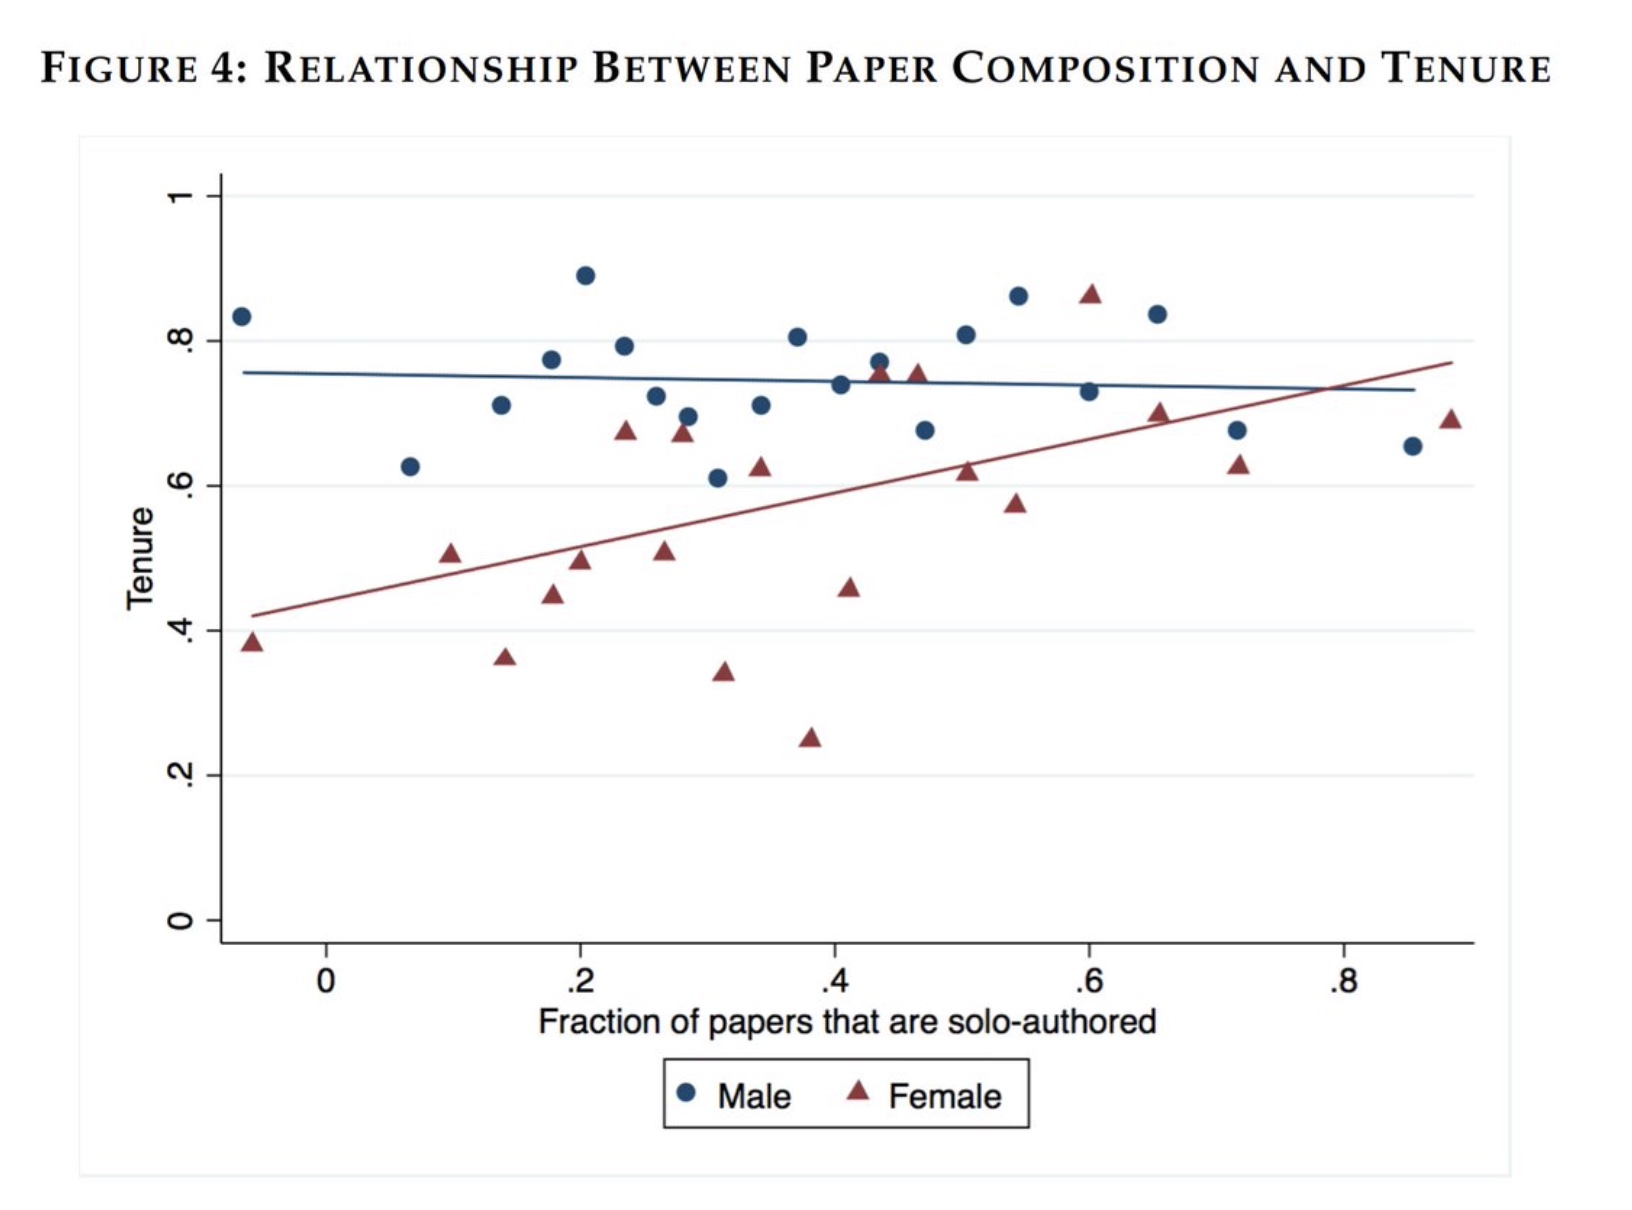 FIGURE 4: RELATIONSHIP BETWEEN PAPER COMPOSITION AND TENURE
1
.8
.6
.4
.2
0
Tenure
0 .2 .4 .6 .8
Fraction of papers that are solo-authored
Male Female